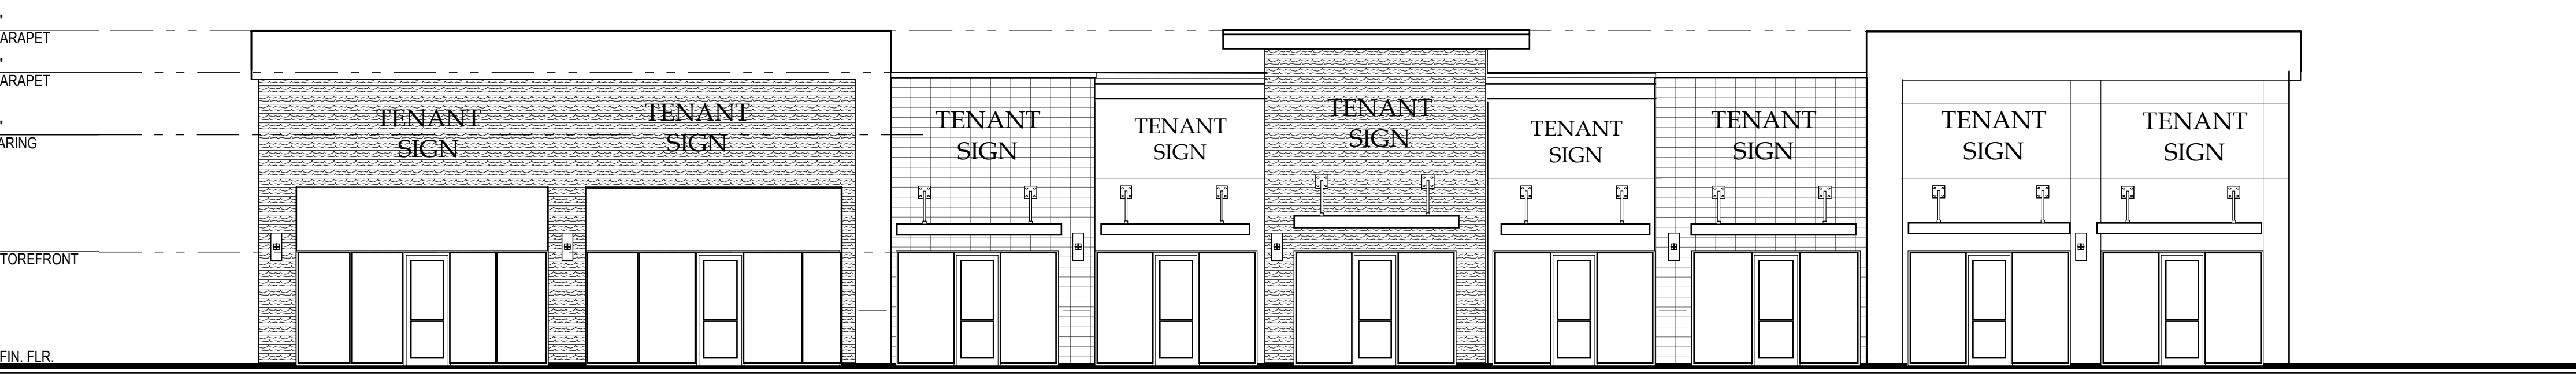 "
ARAPET
"
ARAPET
"
ARING
TOREFRONT
FIN. FLR.
TENANT
SIGN
TENANT
SIGN
TENANT
SIGN
TENANT
SIGN
TENANT
SIGN
TENANT
SIGN
TENANT
SIGN
TENANT
SIGN
TENANT
SIGN